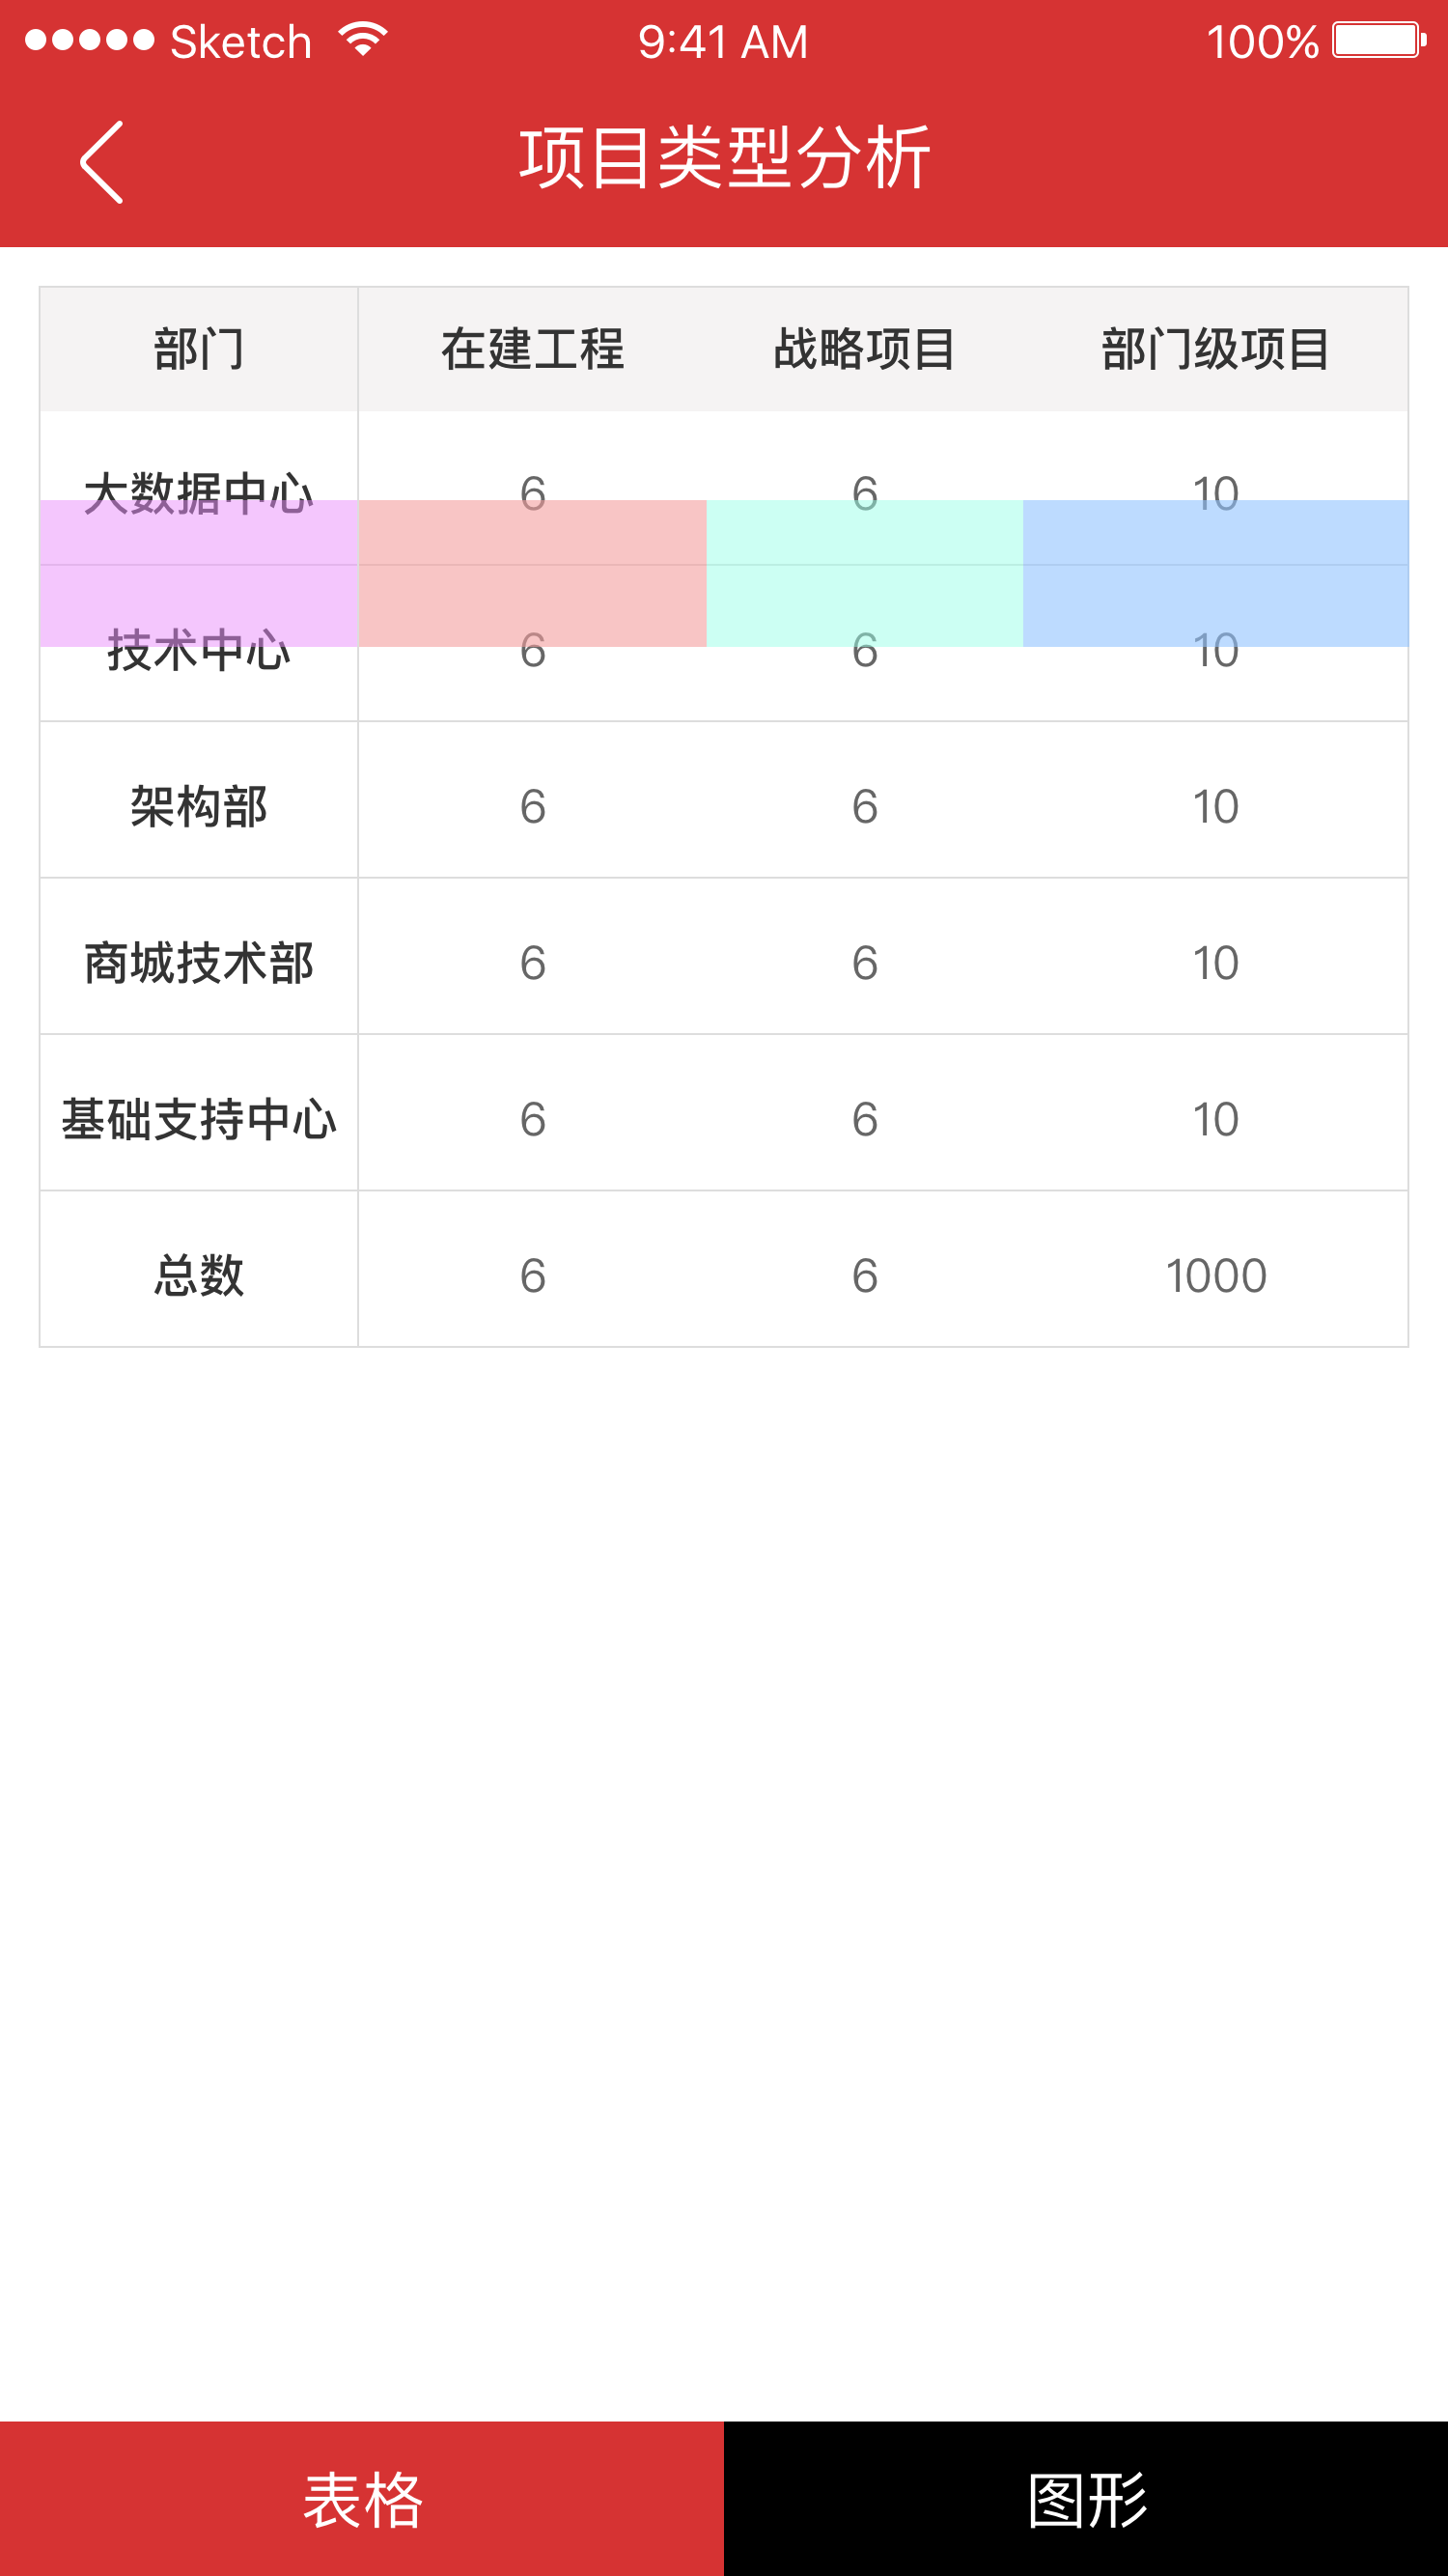 Sketch 9:41 AM 100%
项目类型分析
部门 在建工程 战略项目 部门级项目
大数据中心 6 6 10
技术中心 6 6 10
架构部 6 6 10
商城技术部 6 6 10
基础支持中心 6 6 10
总数 6 6 1000
表格 图形